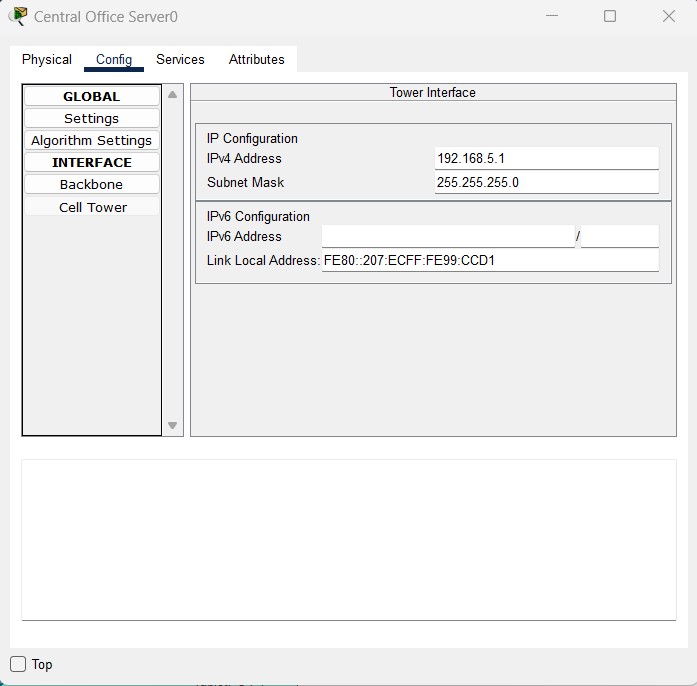 Central Office Server0
Physical Config Services Attributes
GLOBAL
Settings
Algorithm Settings
INTERFACE
Backbone
Cell Tower
Tower Interface
IP Configuration
IPv4 Address 192.168.5.1
Subnet Mask 255.255.255.0
IPv6 Configuration
IPv6 Address /
Link Local Address: FE80::207:ECFF:FE99:CCD1
Top